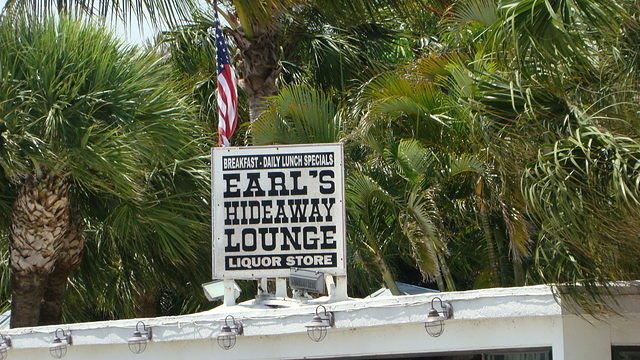 BREAKFAST - DAILY LUNCH SPECIALS
EARL'S
HIDEAWAY
LOUNGE
LIQUOR STORE